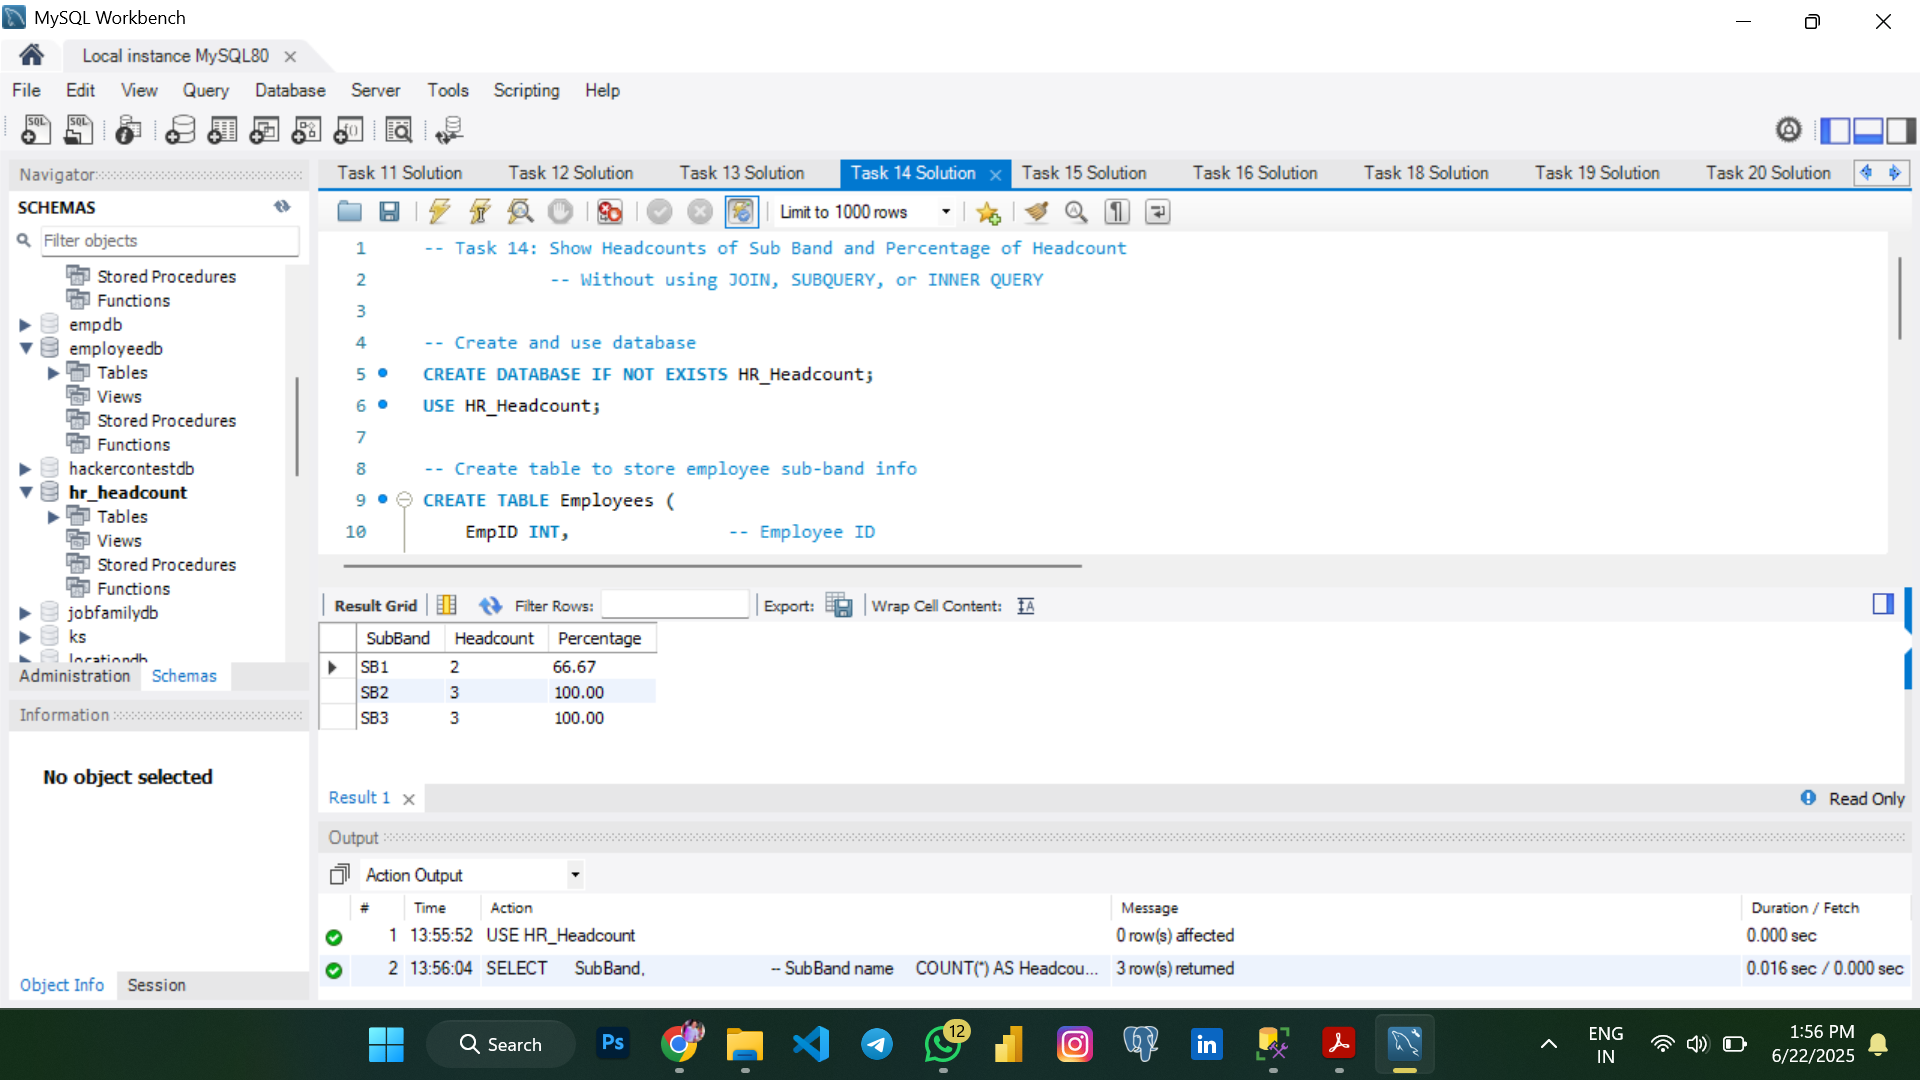 MySQL Workbench
Local instance MySQL80
File Edit View Query Database Server Tools Scripting Help
SQL SQL
Navigator
SCHEMAS
Filter objects
Stored Procedures
Functions
empdb
employeedb
Tables
Views
Stored Procedures
Functions
hackercontestdb
hr_headcount
Tables
Views
Stored Procedures
Functions
jobfamilydb
ks
locationdb
Administration Schemas
Information
No object selected
Object Info Session
Task 11 Solution Task 12 Solution Task 13 Solution Task 14 Solution Task 15 Solution Task 16 Solution Task 18 Solution Task 19 Solution Task 20 Solution
Limit to 1000 rows
1 -- Task 14: Show Headcounts of Sub Band and Percentage of Headcount
2 -- Without using JOIN, SUBQUERY, or INNER QUERY
3
4 -- Create and use database
5 CREATE DATABASE IF NOT EXISTS HR_Headcount;
6 USE HR_Headcount;
7
8 -- Create table to store employee sub-band info
9 CREATE TABLE Employees (
10 EmpID INT, -- Employee ID
Result Grid Filter Rows: Export: Wrap Cell Content:
SubBand Headcount Percentage
SB1 2 66.67
SB2 3 100.00
SB3 3 100.00
Result 1
Read Only
Output
Action Output
# Time Action Message Duration / Fetch
1 13:55:52 USE HR_Headcount 0 row(s) affected 0.000 sec
2 13:56:04 SELECT SubBand, -- SubBand name COUNT(*) AS Headcou... 3 row(s) returned 0.016 sec / 0.000 sec
Search
Ps
12
in
ENG
IN
1:56 PM
6/22/2025